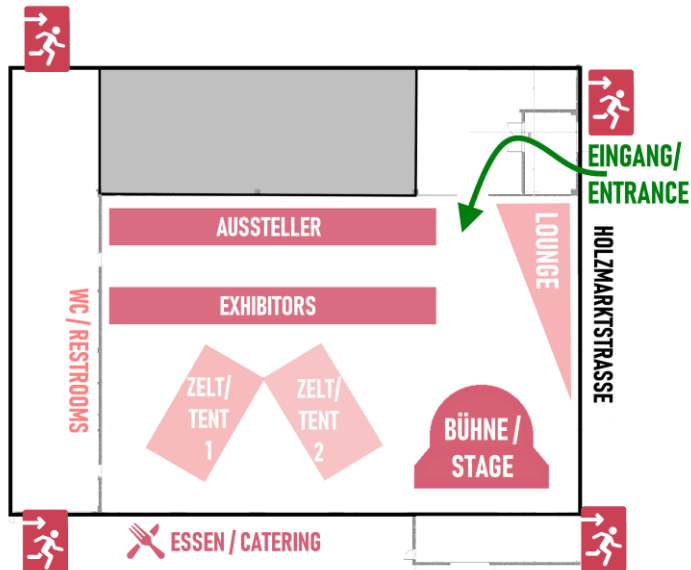 EINGANG/
ENTRANCE
AUSSTELLER
LOUNGE
HOLZMARKTSTRASSE
EXHIBITORS
WC / RESTROOMS
ZELT/
TENT
1
ZELT/
TENT
2
BÜHNE /
STAGE
ESSEN / CATERING